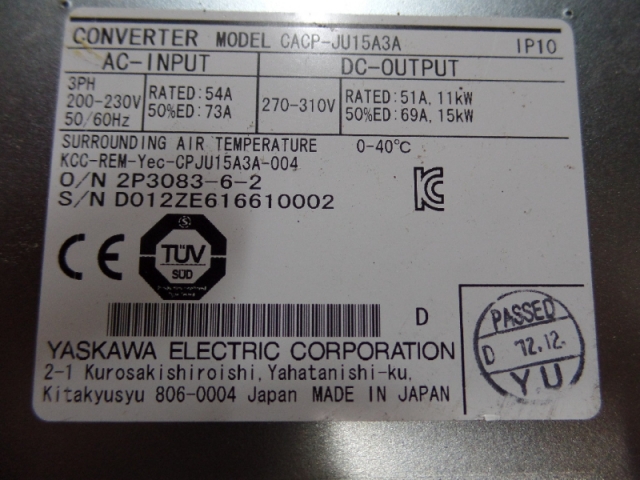 CONVERTER MODEL CACP-JU15A3A IP10
AC-INPUT DC-OUTPUT
3PH
200-230V
50/60Hz
RATED: 54A
50%ED: 73A
270-310V
RATED: 51A, 11kW
50%ED: 69A, 15kW
SURROUNDING AIR TEMPERATURE 0-40℃
KCC-REM-Yec-CPJU15A3A-004
O/N 2P3083-6-2
S/N D012ZE616610002
CE
TÜV
SÜD
D
PASSED
D 12.12.
YU
YASKAWA ELECTRIC CORPORATION
2-1 Kurosakishiroishi, Yahatanishi-ku,
Kitakyusyu 806-0004 Japan MADE IN JAPAN